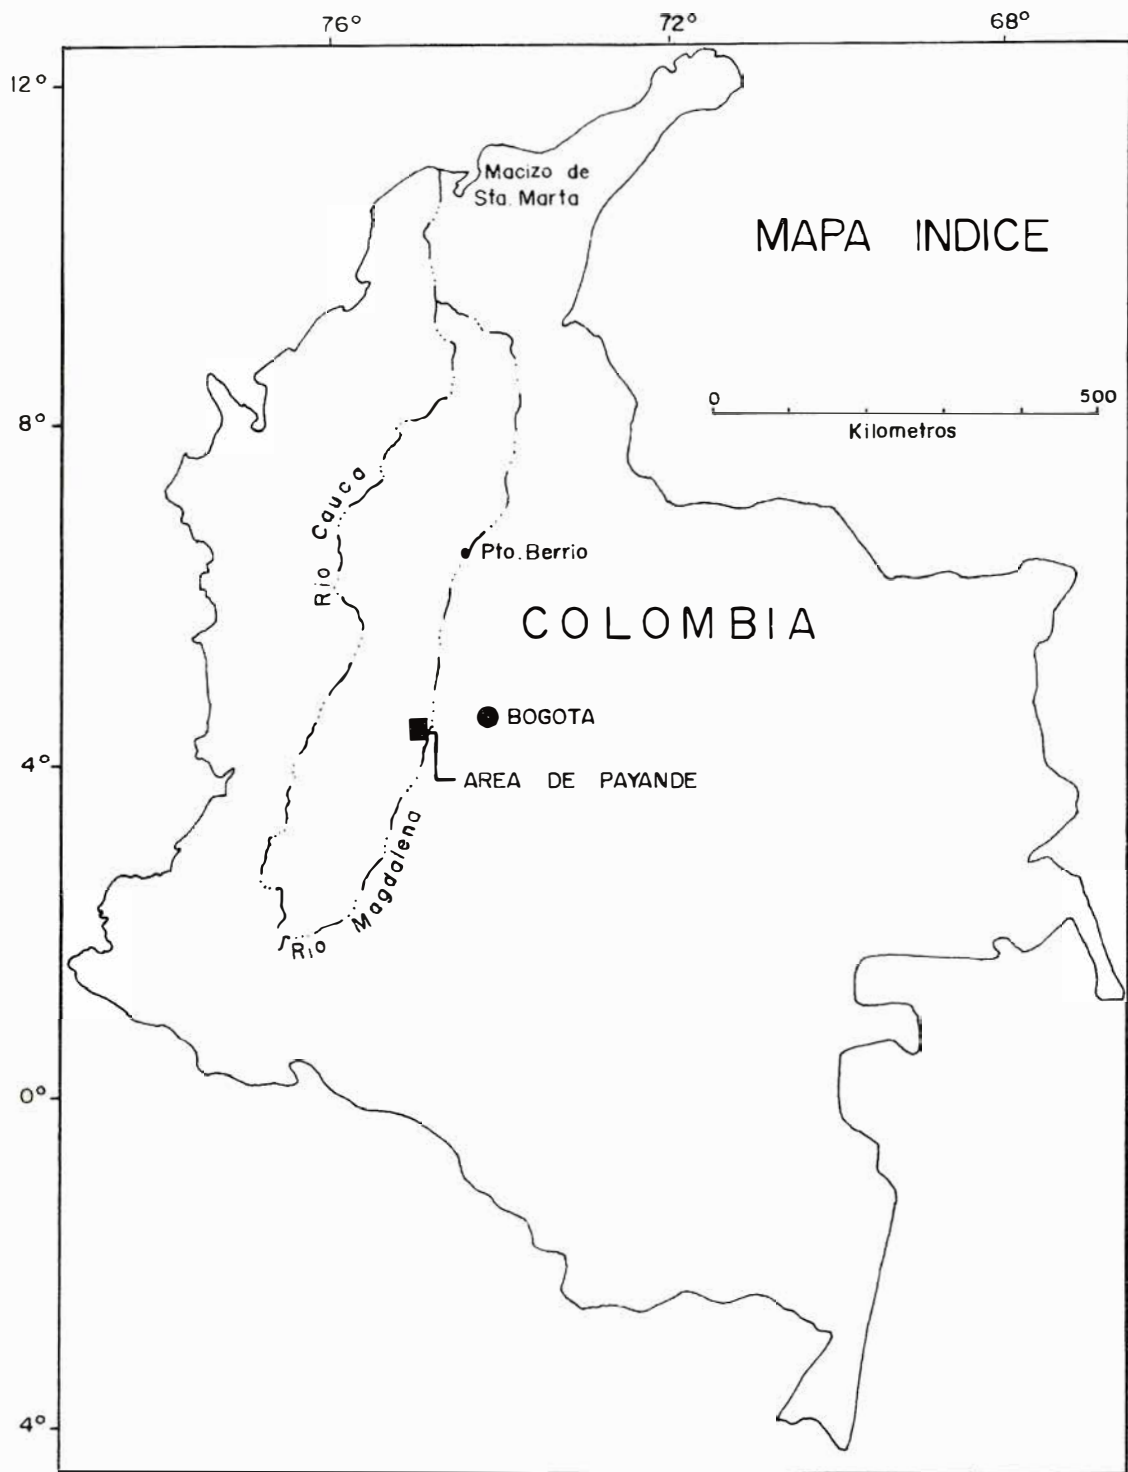 76° 72° 68°
12°
Macizo de
Sta. Marta
MAPA INDICE
0 500
Kilometros
8°
Rio Cauca
Pto. Berrio
COLOMBIA
BOGOTA
4°
AREA DE PAYANDE
Rio Magdalena
0°
4°